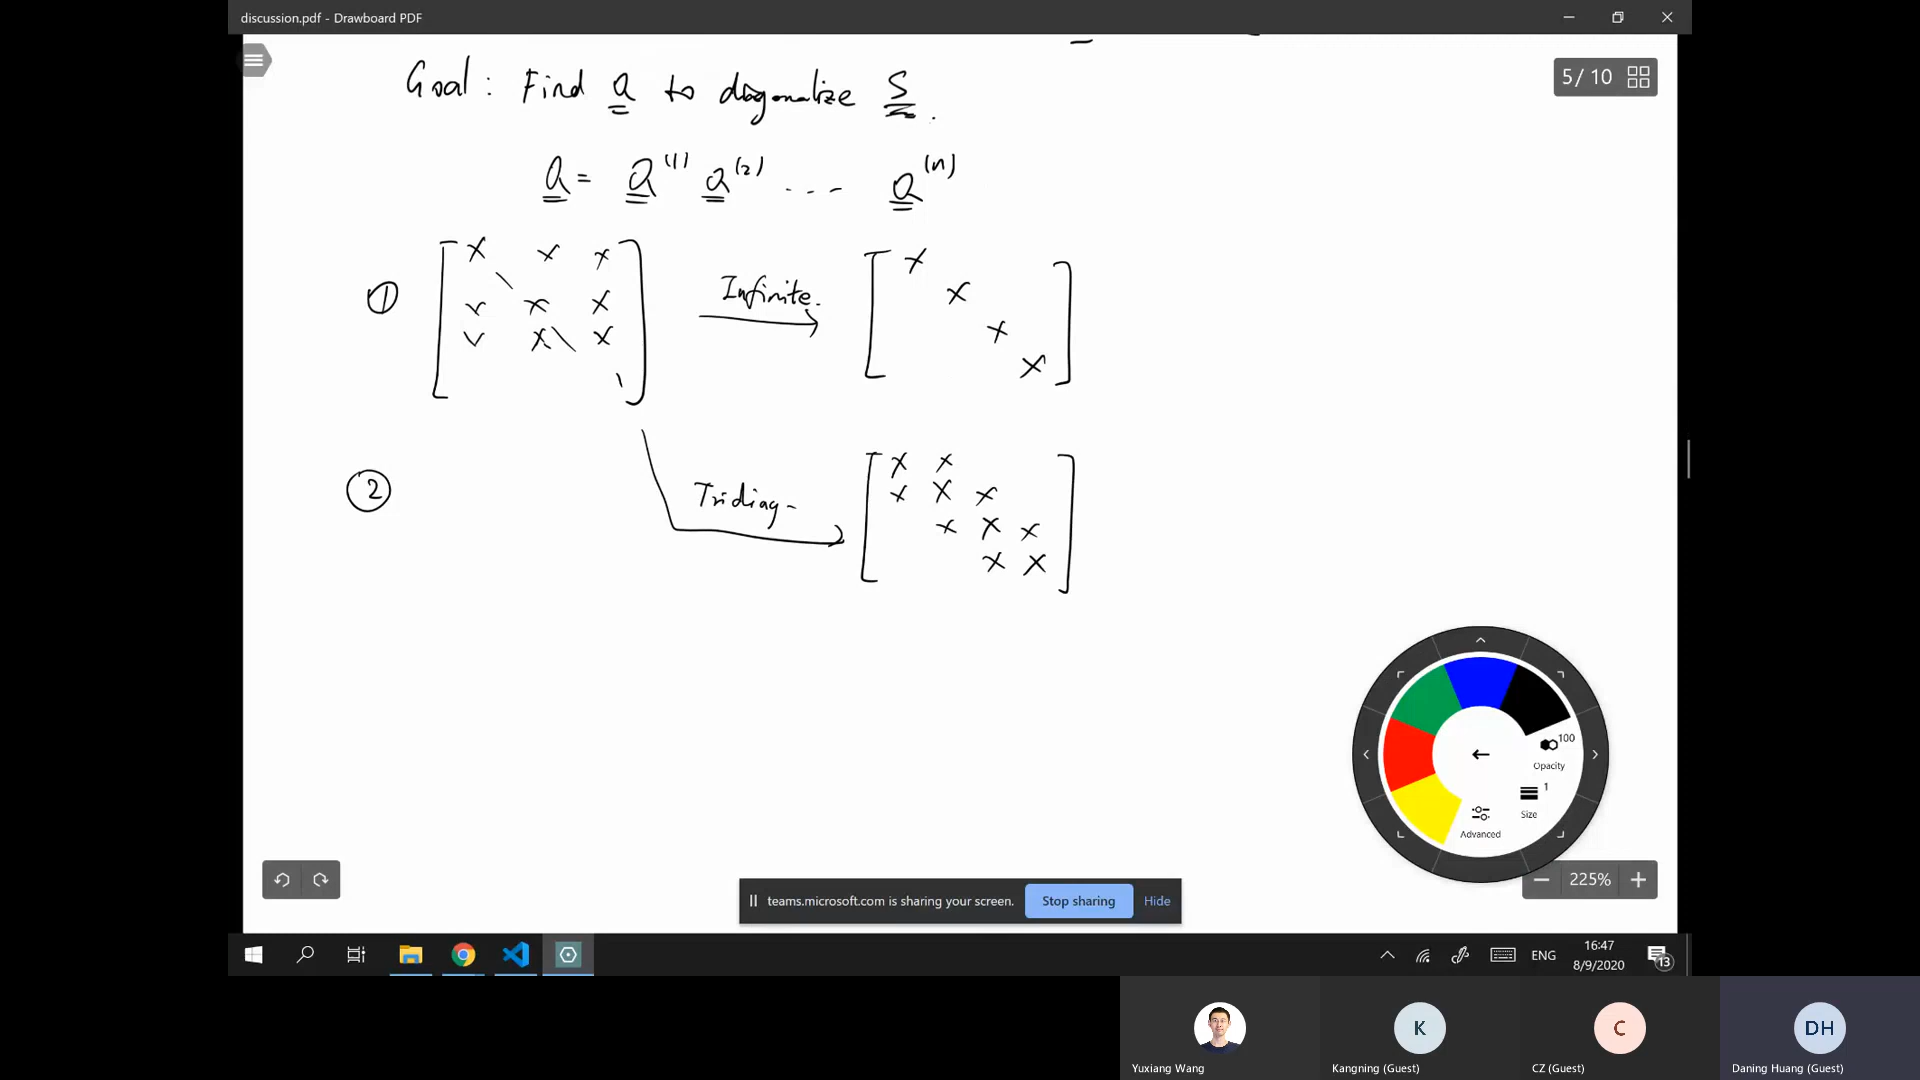 discussion.pdf - Drawboard PDF
5 / 10
Goal : Find Q to diagonalize S .
Q = Q(1) Q(2) ... Q(n)
1
x x x
v x x
v x x
Infinite.
x
x
x
x
2
Tridiag-
x x
x x x
x x x
x x
100
Opacity
1
Size
Advanced
225%
teams.microsoft.com is sharing your screen.
Stop sharing
Hide
ENG
16:47
8/9/2020
13
K
C
DH
Yuxiang Wang
Kangning (Guest)
CZ (Guest)
Daning Huang (Guest)